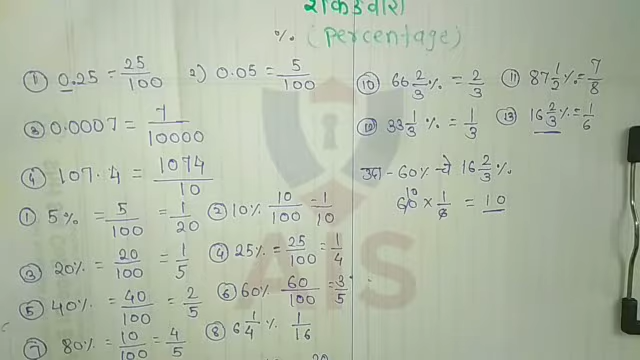 शेकडेवारी
% (percentage)
① 0.25 = 25/100 2) 0.05 = 5/100
③ 0.0007 = 7/10000
④ 107.4 = 1074/10
① 5% = 5/100 = 1/20 ② 10% 10/100 = 1/10
③ 20% = 20/100 = 1/5 ④ 25% = 25/100 = 1/4
⑤ 40% = 40/100 = 2/5 ⑥ 60% 60/100 = 3/5
⑦ 80% = 10/100 = 4/5 ⑧ 6 1/4 % 1/16
⑩ 66 2/3 % = 2/3 ⑪ 87 1/2 % = 7/8
⑫ 33 1/3 % = 1/3 ⑬ 16 2/3 % = 1/6
उदा - 60% चे 16 2/3 %.
60 10 × 1/6 = 10
AIS